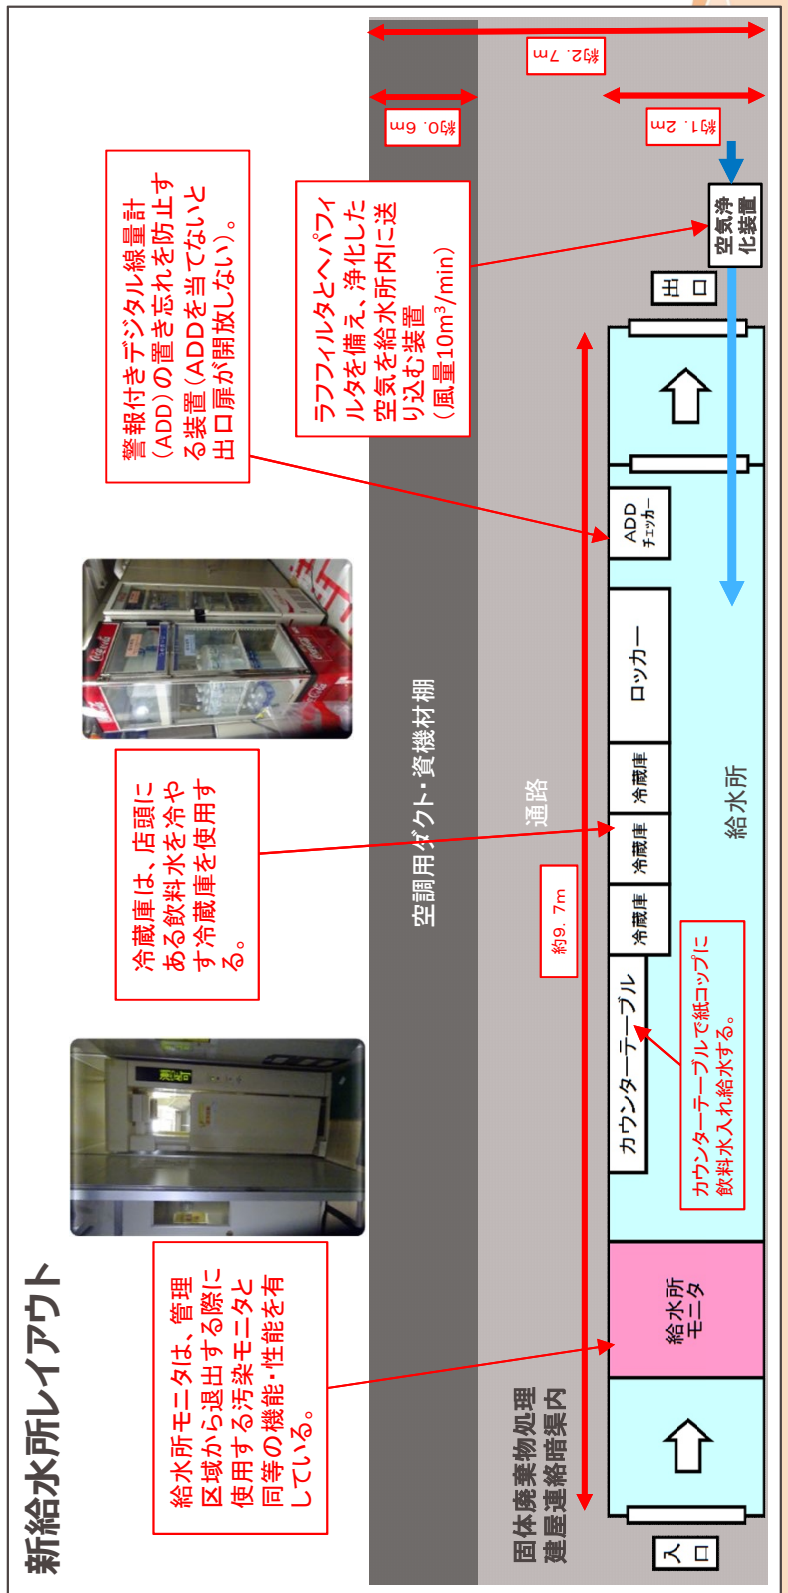 新給水所レイアウト
給水所モニタは、管理
区域から退出する際に
使用する汚染モニタと
同等の機能・性能を有
している。
冷蔵庫は、店頭に
ある飲料水を冷や
す冷蔵庫を使用す
る。
警報付きデジタル線量計
(ADD)の置き忘れを防止す
る装置(ADDを当てないと
出口扉が開放しない)。
ラフフィルタとヘパフィ
ルタを備え、浄化した
空気を給水所内に送
り込む装置
(風量10m³/min)
Coca-Cola
空調用ダクト・資機材棚
固体廃棄物処理
建屋連絡暗渠内
通路
約9.7m
約0.6m
約2.7m
約1.2m
入
口
給水所
モニタ
カウンターテーブル
冷蔵庫
冷蔵庫
冷蔵庫
ロッカー
ADD
チェッカー
給水所
カウンターテーブルで紙コップに
飲料水入れ給水する。
出
口
空気浄
化装置